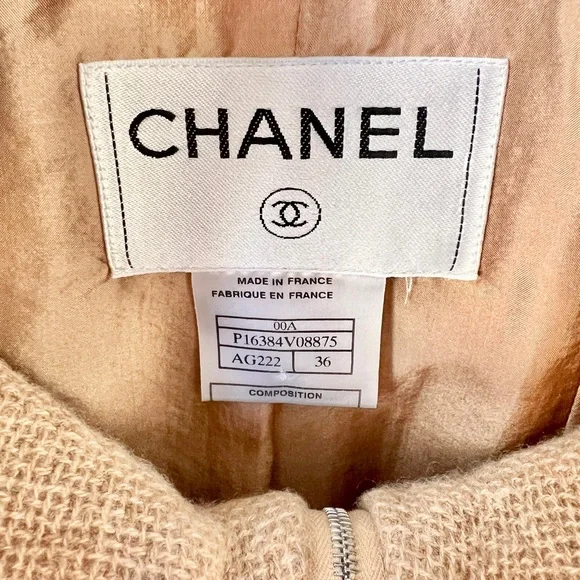 CHANEL
MADE IN FRANCE
FABRIQUE EN FRANCE
00A
P16384V08875
AG222 36
COMPOSITION